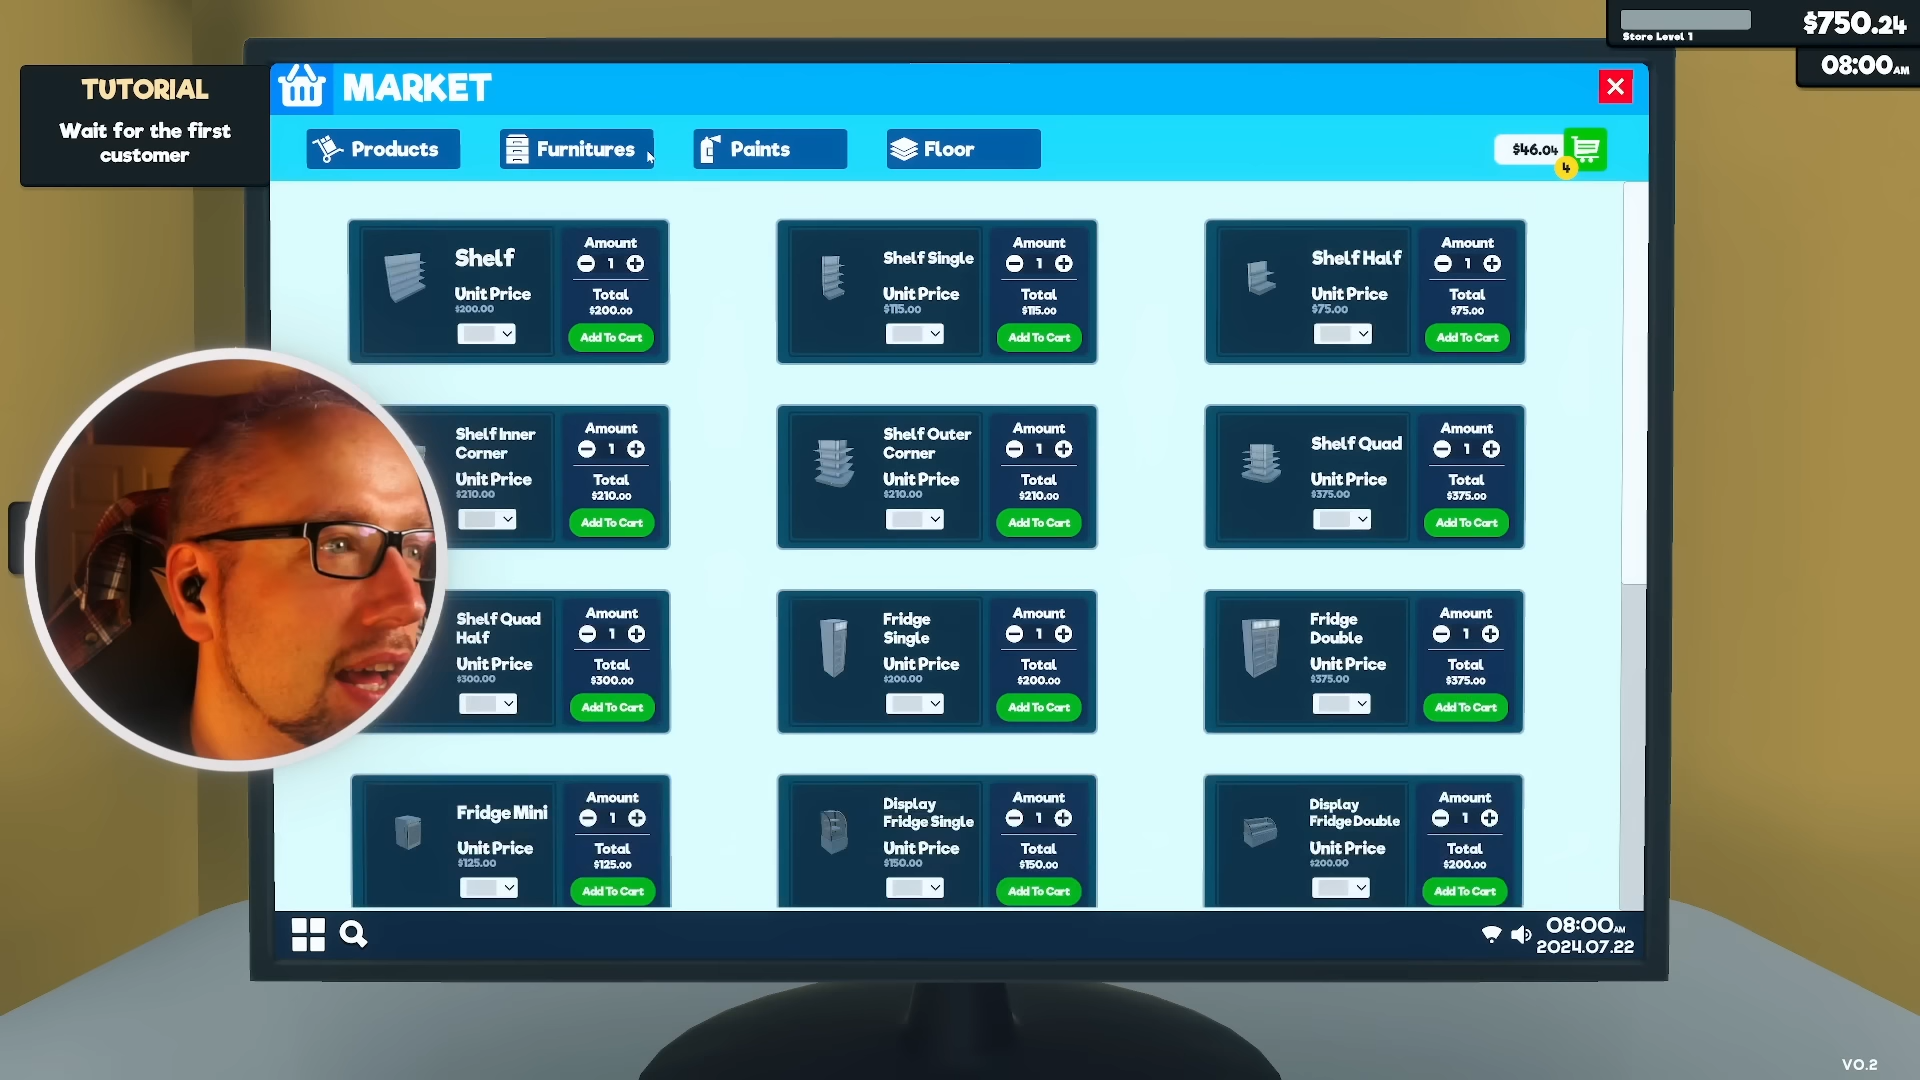 $750.24
Store Level 1
08:00AM
TUTORIAL
Wait for the first
customer
MARKET
Products
Furnitures
Paints
Floor
$46.04
4
Shelf
Unit Price
$200.00
Amount
1
Total
$200.00
Add To Cart
Shelf Single
Unit Price
$115.00
Amount
1
Total
$115.00
Add To Cart
Shelf Half
Unit Price
$75.00
Amount
1
Total
$75.00
Add To Cart
Shelf Inner
Corner
Unit Price
$210.00
Amount
1
Total
$210.00
Add To Cart
Shelf Outer
Corner
Unit Price
$210.00
Amount
1
Total
$210.00
Add To Cart
Shelf Quad
Unit Price
$375.00
Amount
1
Total
$375.00
Add To Cart
Shelf Quad
Half
Unit Price
$300.00
Amount
1
Total
$300.00
Add To Cart
Fridge
Single
Unit Price
$200.00
Amount
1
Total
$200.00
Add To Cart
Fridge
Double
Unit Price
$375.00
Amount
1
Total
$375.00
Add To Cart
Fridge Mini
Unit Price
$125.00
Amount
1
Total
$125.00
Add To Cart
Display
Fridge Single
Unit Price
$150.00
Amount
1
Total
$150.00
Add To Cart
Display
Fridge Double
Unit Price
$200.00
Amount
1
Total
$200.00
Add To Cart
08:00AM
2024.07.22
V0.2